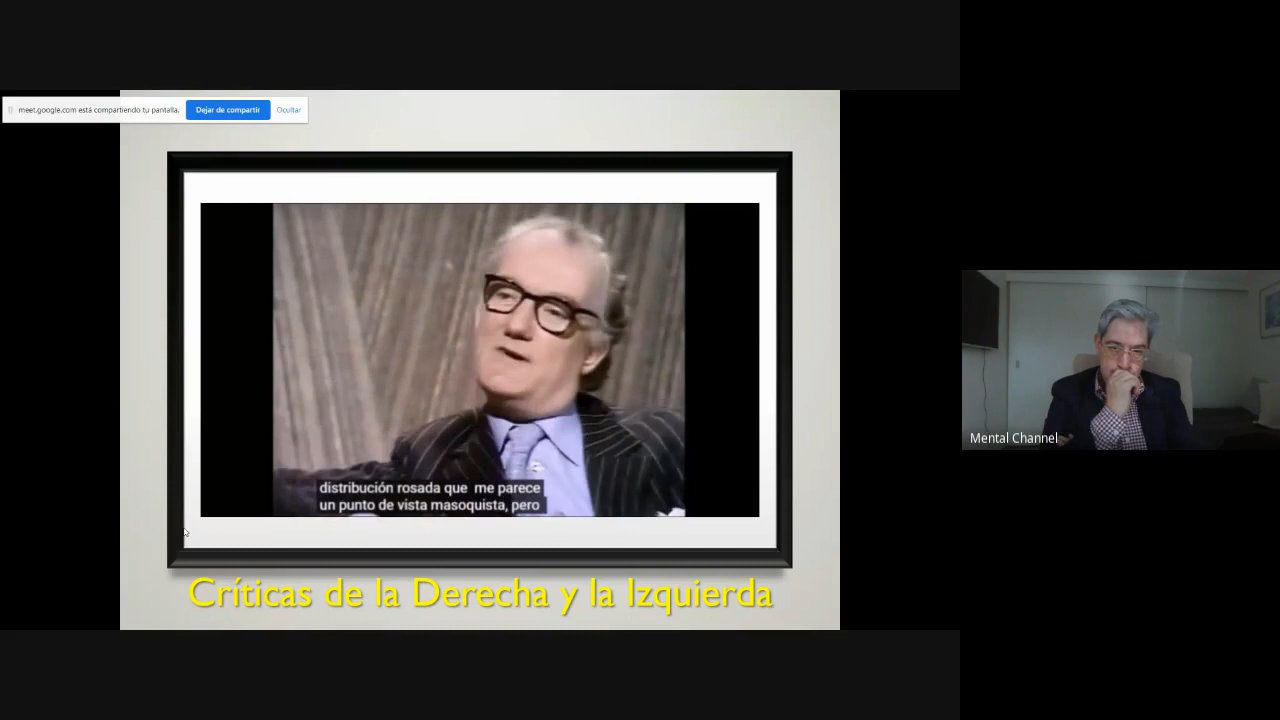 meet.google.com está compartiendo tu pantalla.
Dejar de compartir
Ocultar
distribución rosada que me parece
un punto de vista masoquista, pero
Críticas de la Derecha y la Izquierda
Mental Channel